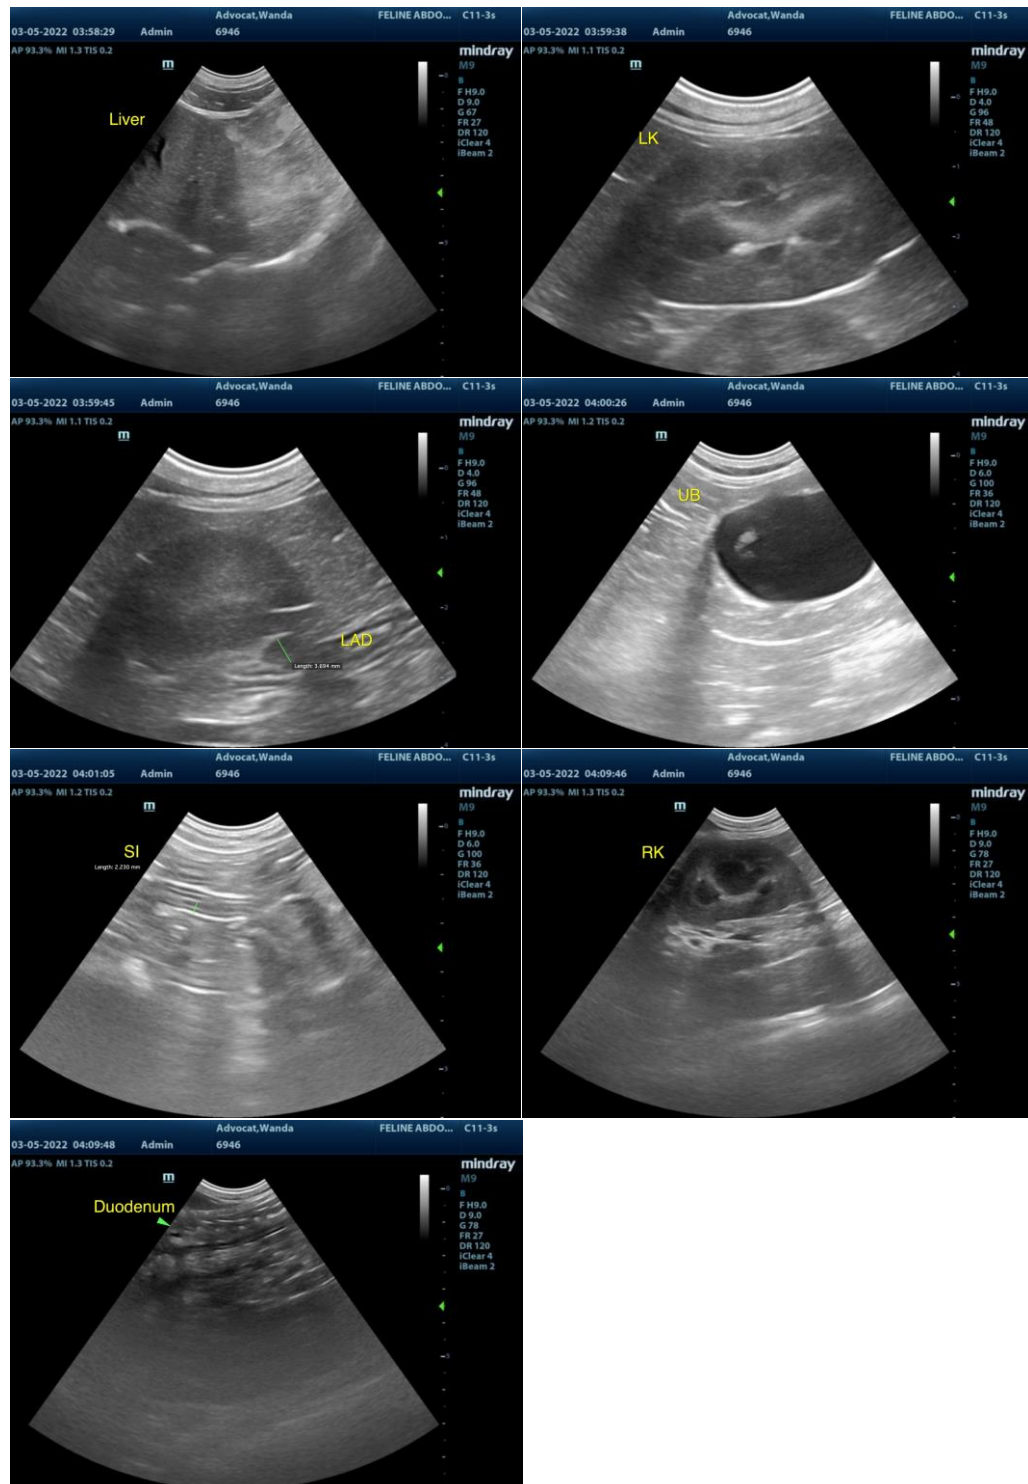 Advocat,Wanda FELINE ABDO... C11-3s
03-05-2022 03:58:29 Admin 6946
AP 93.3% MI 1.3 TIS 0.2
mindray
M9
B
F H9.0
D 9.0
G 67
FR 27
DR 120
iClear 4
iBeam 2
m
Liver
Advocat,Wanda FELINE ABDO... C11-3s
03-05-2022 03:59:38 Admin 6946
AP 93.3% MI 1.1 TIS 0.2
mindray
M9
B
F H9.0
D 4.0
G 96
FR 48
DR 120
iClear 4
iBeam 2
m
LK
Advocat,Wanda FELINE ABDO... C11-3s
03-05-2022 03:59:45 Admin 6946
AP 93.3% MI 1.1 TIS 0.2
mindray
M9
B
F H9.0
D 4.0
G 96
FR 48
DR 120
iClear 4
iBeam 2
m
LAD
Length: 3.694 mm
Advocat,Wanda FELINE ABDO... C11-3s
03-05-2022 04:00:26 Admin 6946
AP 93.3% MI 1.2 TIS 0.2
mindray
M9
B
F H9.0
D 6.0
G 100
FR 36
DR 120
iClear 4
iBeam 2
m
UB
Advocat,Wanda FELINE ABDO... C11-3s
03-05-2022 04:01:05 Admin 6946
AP 93.3% MI 1.2 TIS 0.2
mindray
M9
B
F H9.0
D 6.0
G 100
FR 36
DR 120
iClear 4
iBeam 2
m
SI
Length: 2.230 mm
Advocat,Wanda FELINE ABDO... C11-3s
03-05-2022 04:09:46 Admin 6946
AP 93.3% MI 1.3 TIS 0.2
mindray
M9
B
F H9.0
D 9.0
G 78
FR 27
DR 120
iClear 4
iBeam 2
m
RK
Advocat,Wanda FELINE ABDO... C11-3s
03-05-2022 04:09:48 Admin 6946
AP 93.3% MI 1.3 TIS 0.2
mindray
M9
B
F H9.0
D 9.0
G 78
FR 27
DR 120
iClear 4
iBeam 2
m
Duodenum